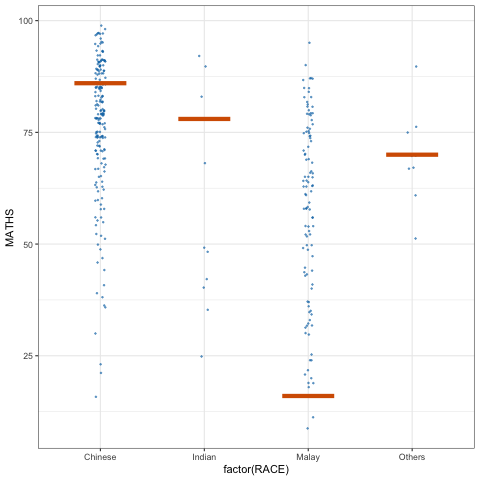 100
75
50
25
MATHS
Chinese
Indian
Malay
Others
factor(RACE)